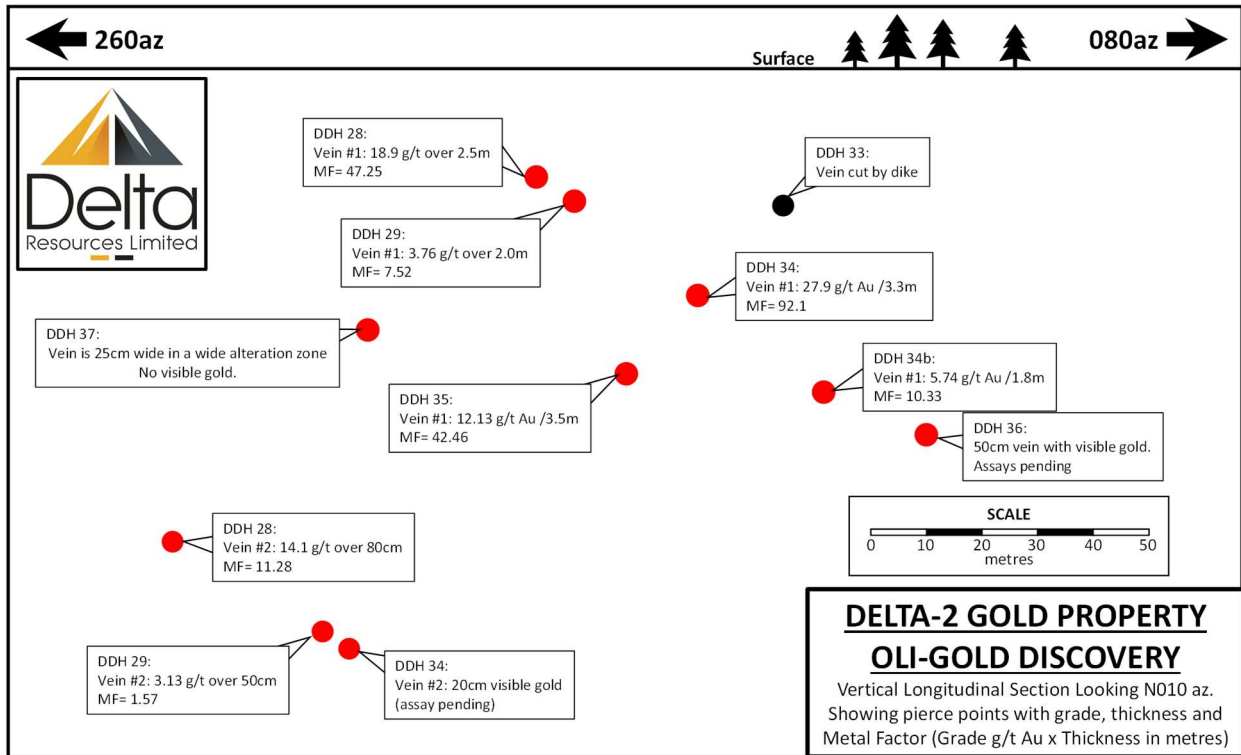 260az
Surface
080az
Delta
Resources Limited
DDH 28:
Vein #1: 18.9 g/t over 2.5m
MF= 47.25
DDH 33:
Vein cut by dike
DDH 29:
Vein #1: 3.76 g/t over 2.0m
MF= 7.52
DDH 34:
Vein #1: 27.9 g/t Au /3.3m
MF= 92.1
DDH 37:
Vein is 25cm wide in a wide alteration zone
No visible gold.
DDH 35:
Vein #1: 12.13 g/t Au /3.5m
MF= 42.46
DDH 34b:
Vein #1: 5.74 g/t Au /1.8m
MF= 10.33
DDH 36:
50cm vein with visible gold.
Assays pending
DDH 28:
Vein #2: 14.1 g/t over 80cm
MF= 11.28
SCALE
0 10 20 30 40 50
metres
DDH 29:
Vein #2: 3.13 g/t over 50cm
MF= 1.57
DDH 34:
Vein #2: 20cm visible gold
(assay pending)
DELTA-2 GOLD PROPERTY
OLI-GOLD DISCOVERY
Vertical Longitudinal Section Looking N010 az.
Showing pierce points with grade, thickness and
Metal Factor (Grade g/t Au x Thickness in metres)